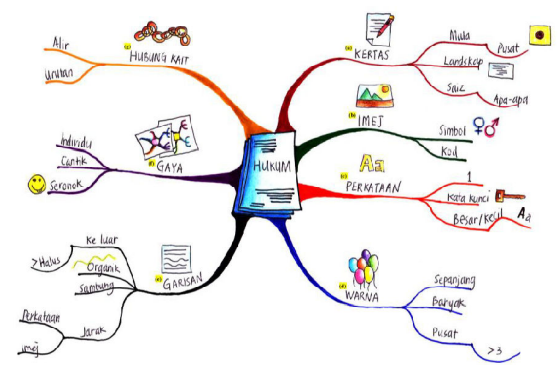 HUKUM
(a) KERTAS
Mula
Pusat
Landskap
Saiz
Apa-apa
(b) IMEJ
Simbol
Kod
(c) PERKATAAN
Aa
1
Kata kunci
Besar/Kecil
Aa
(d) WARNA
Sepanjang
Banyak
Pusat
>3
(e) GARISAN
Ke luar
>Halus
Organik
Sambung
Jarak
Perkataan
imej
(f) GAYA
Individu
Cantik
Seronok
(g) HUBUNG KAIT
Alir
Urutan